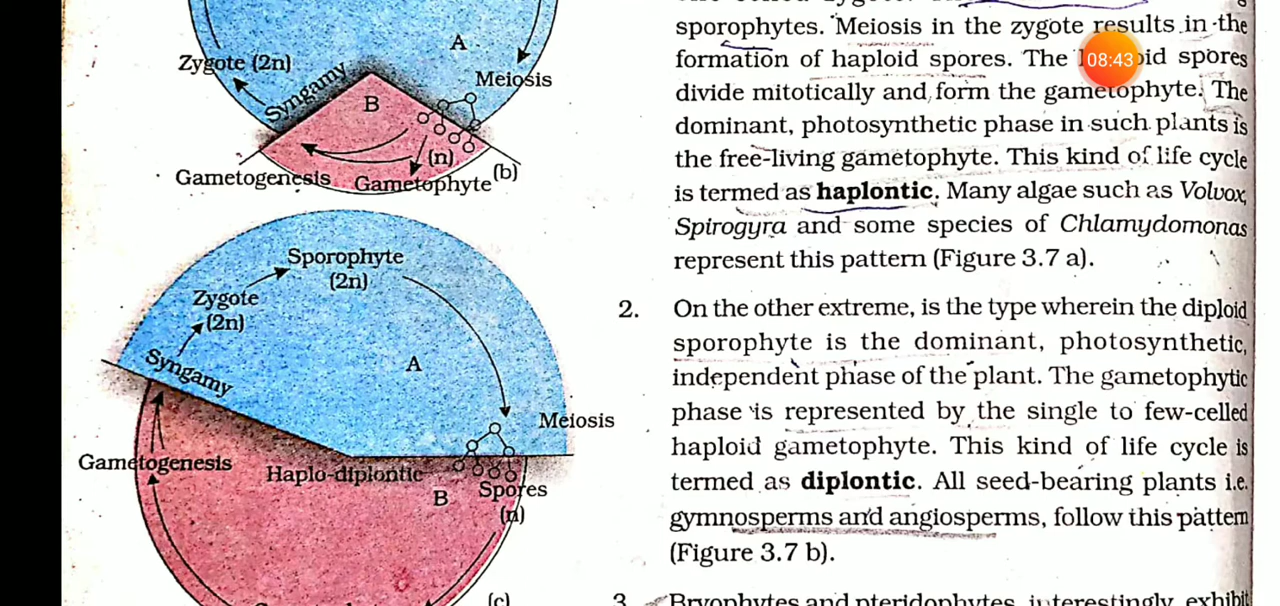 A
Zygote (2n)
Syngamy
Meiosis
B
(n)
Gametogenesis
Gametophyte
(b)
Sporophyte
(2n)
Zygote
(2n)
A
Syngamy
Meiosis
Gametogenesis
Haplo-diplontic
B
Spores
(n)
(c)
sporophytes. Meiosis in the zygote results in the
formation of haploid spores. The spores
divide mitotically and form the gametophyte. The
dominant, photosynthetic phase in such plants is
the free-living gametophyte. This kind of life cycle
is termed as haplontic. Many algae such as Volvox,
Spirogyra and some species of Chlamydomonas
represent this pattern (Figure 3.7 a).
08:43
2. On the other extreme, is the type wherein the diploid
sporophyte is the dominant, photosynthetic,
independent phase of the plant. The gametophytic
phase is represented by the single to few-celled
haploid gametophyte. This kind of life cycle is
termed as diplontic. All seed-bearing plants i.e.
gymnosperms and angiosperms, follow this pattern
(Figure 3.7 b).
3. Bryophytes and pteridophytes, interestingly, exhibit